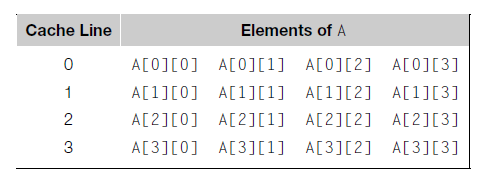 Cache Line Elements of A
0 A[0][0] A[0][1] A[0][2] A[0][3]
1 A[1][0] A[1][1] A[1][2] A[1][3]
2 A[2][0] A[2][1] A[2][2] A[2][3]
3 A[3][0] A[3][1] A[3][2] A[3][3]